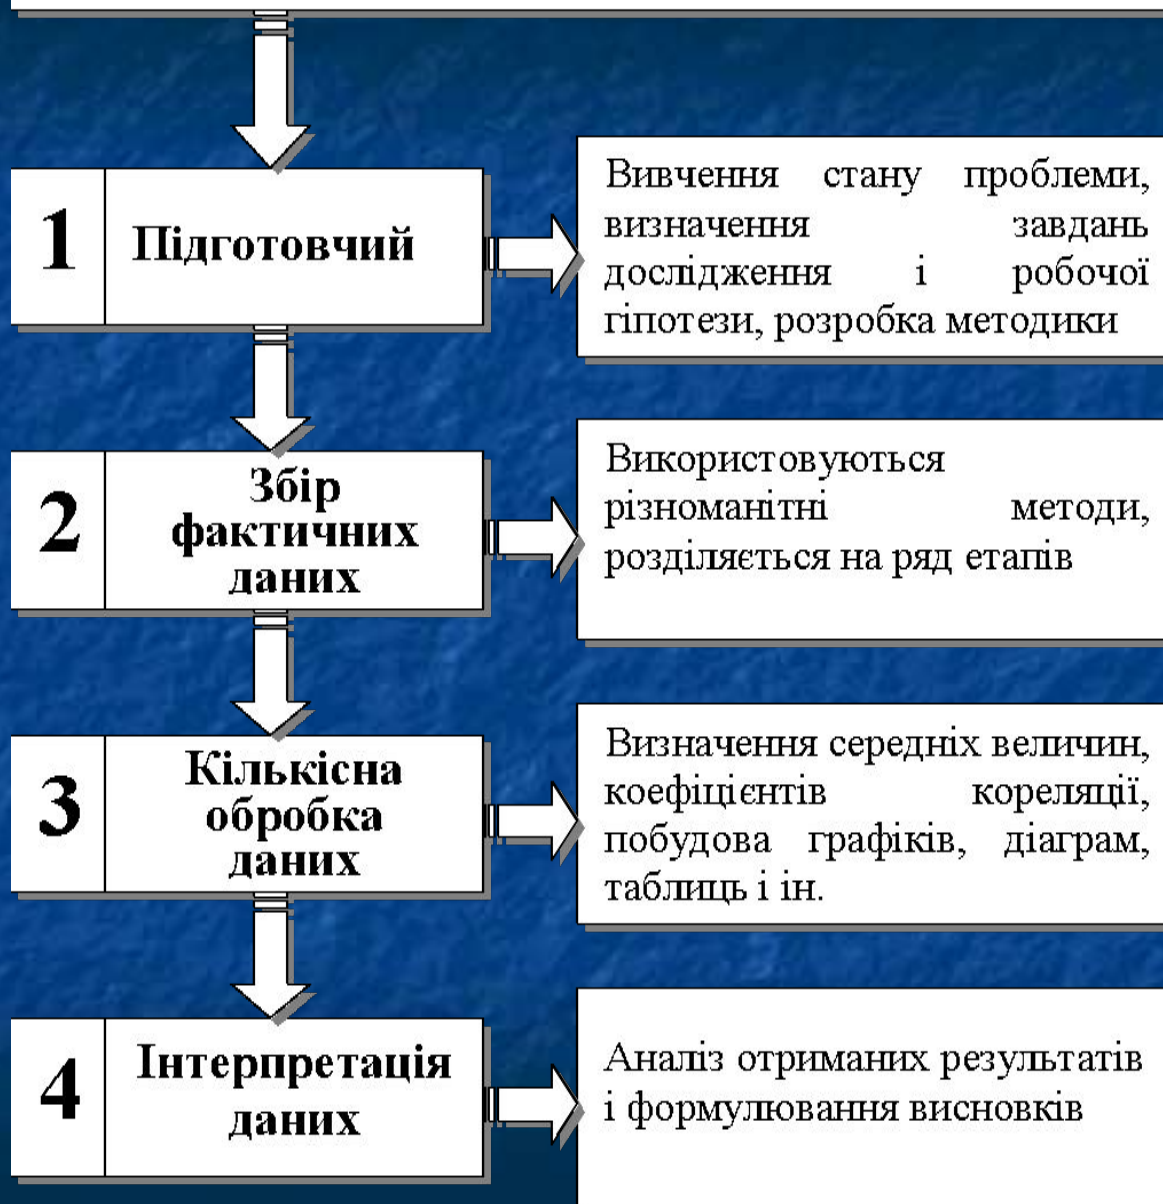 1
Підготовчий
Вивчення стану проблеми,
визначення завдань
дослідження і робочої
гіпотези, розробка методики
2
Збір
фактичних
даних
Використовуються
різноманітні методи,
розділяється на ряд етапів
3
Кількісна
обробка
даних
Визначення середніх величин,
коефіцієнтів кореляції,
побудова графіків, діаграм,
таблиць і ін.
4
Інтерпретація
даних
Аналіз отриманих результатів
і формулювання висновків